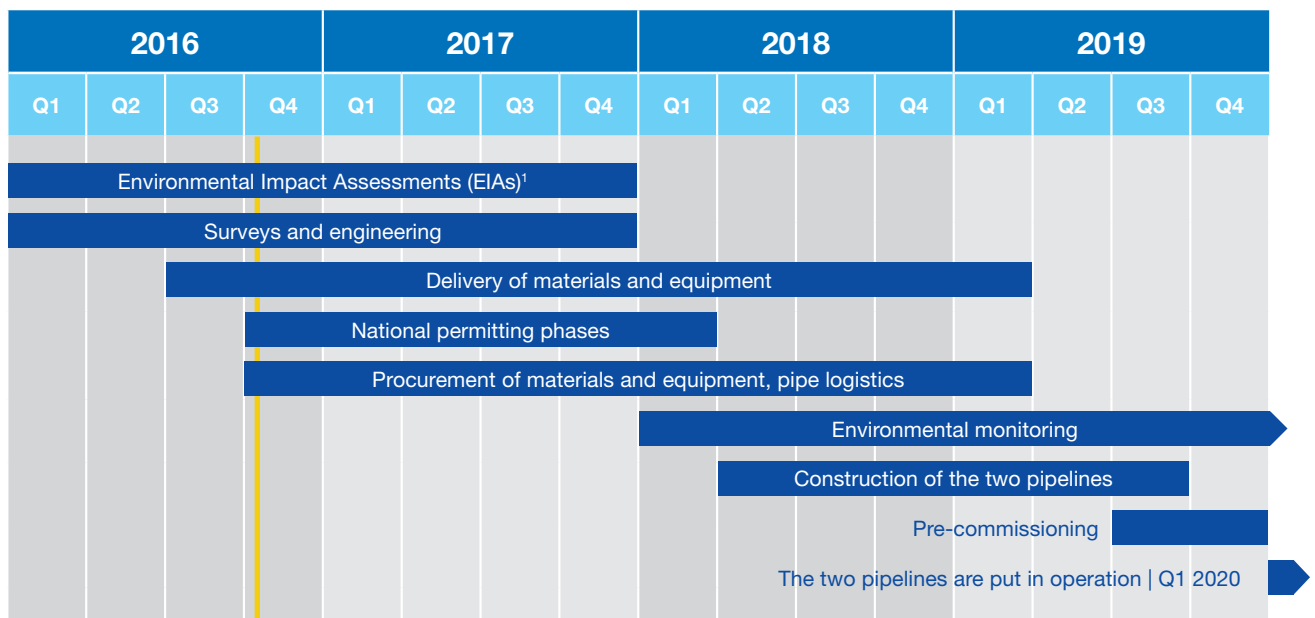 2016 2017 2018 2019
Q1 Q2 Q3 Q4 Q1 Q2 Q3 Q4 Q1 Q2 Q3 Q4 Q1 Q2 Q3 Q4
Environmental Impact Assessments (EIAs)¹
Surveys and engineering
Delivery of materials and equipment
National permitting phases
Procurement of materials and equipment, pipe logistics
Environmental monitoring
Construction of the two pipelines
Pre-commissioning
The two pipelines are put in operation | Q1 2020